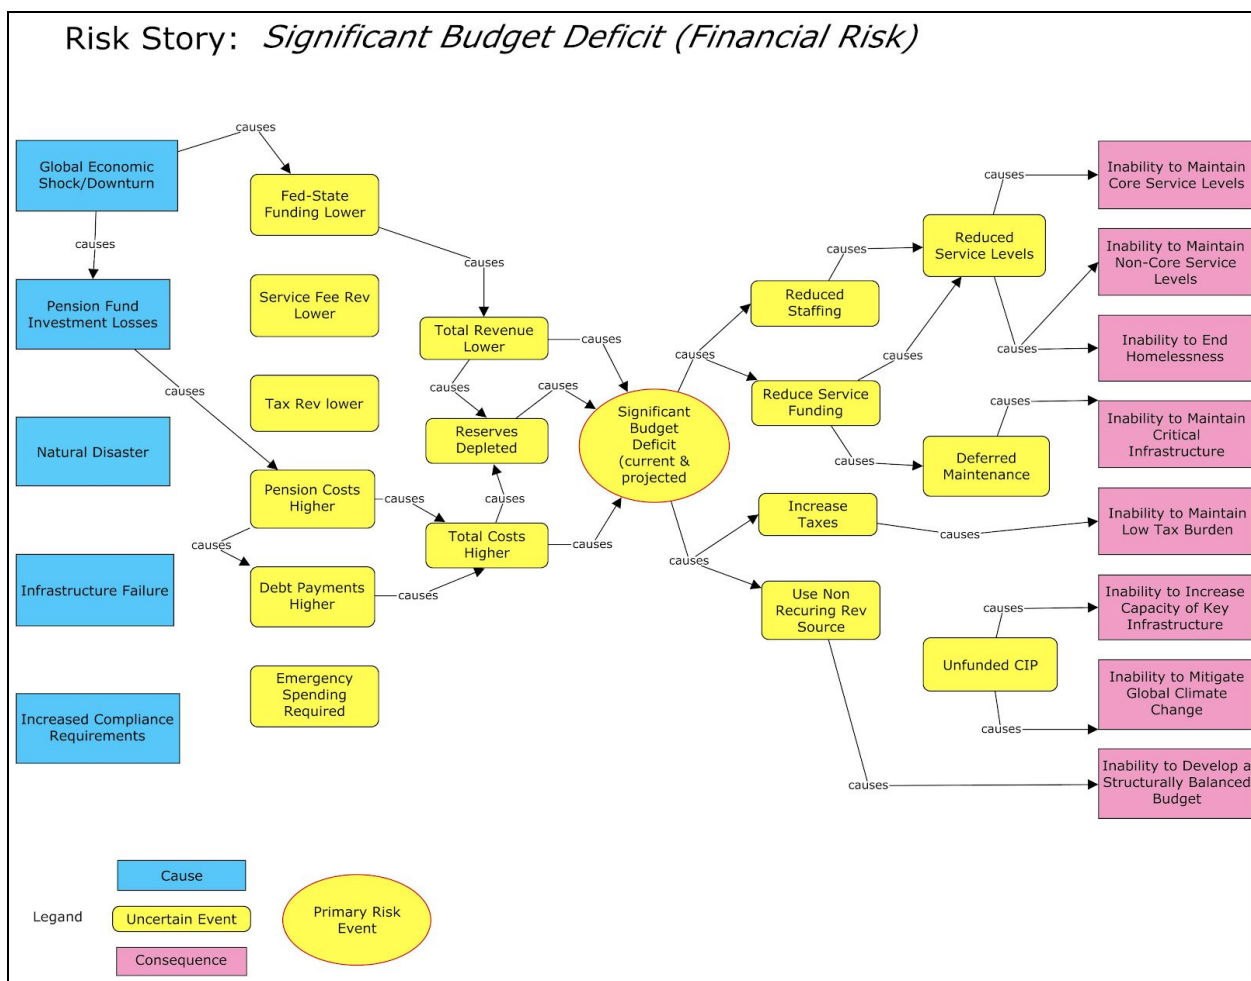 Risk Story: Significant Budget Deficit (Financial Risk)
causes
Global Economic
Shock/Downturn
causes
Pension Fund
Investment Losses
causes
Natural Disaster
Infrastructure Failure
Increased Compliance
Requirements
Fed-State
Funding Lower
causes
Service Fee Rev
Lower
Tax Rev lower
Pension Costs
Higher
causes
causes
Debt Payments
Higher
causes
Emergency
Spending
Required
Total Revenue
Lower
causes
causes
Reserves
Depleted
causes
causes
Total Costs
Higher
causes
Significant
Budget
Deficit
(current &
projected
causes
causes
Reduced
Staffing
causes
Reduce Service
Funding
causes
causes
Increase
Taxes
causes
Use Non
Recuring Rev
Source
causes
Reduced
Service Levels
causes
causes
Deferred
Maintenance
causes
Unfunded CIP
causes
causes
Inability to Maintain
Core Service Levels
Inability to Maintain
Non-Core Service
Levels
Inability to End
Homelessness
Inability to Maintain
Critical
Infrastructure
Inability to Maintain
Low Tax Burden
Inability to Increase
Capacity of Key
Infrastructure
Inability to Mitigate
Global Climate
Change
Inability to Develop a
Structurally Balanced
Budget
Legand
Cause
Uncertain Event
Consequence
Primary Risk
Event